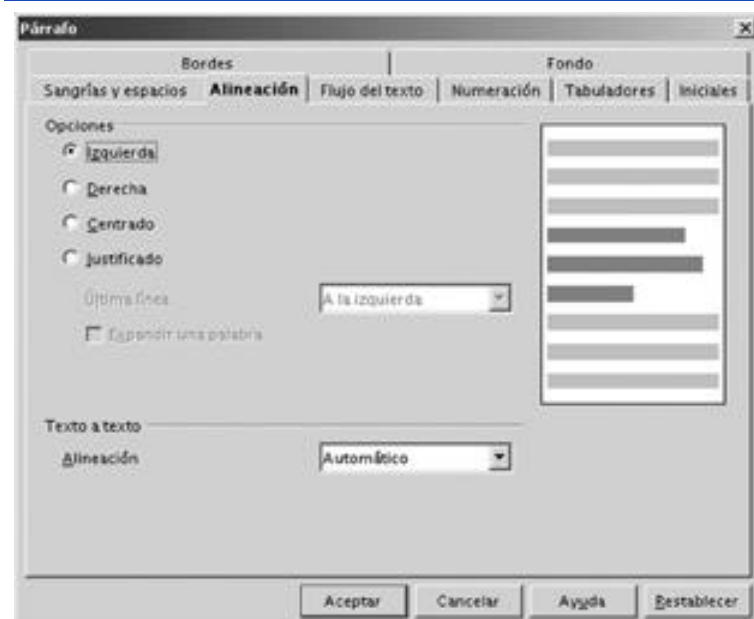 Párrafo
Bordes Fondo
Sangrías y espacios Alineación Flujo del texto Numeración Tabuladores Iniciales
Opciones
Izquierda
Derecha
Centrado
Justificado
Última línea A la izquierda
Expandir una palabra
Texto a texto
Alineación Automático
Aceptar Cancelar Ayuda Restablecer